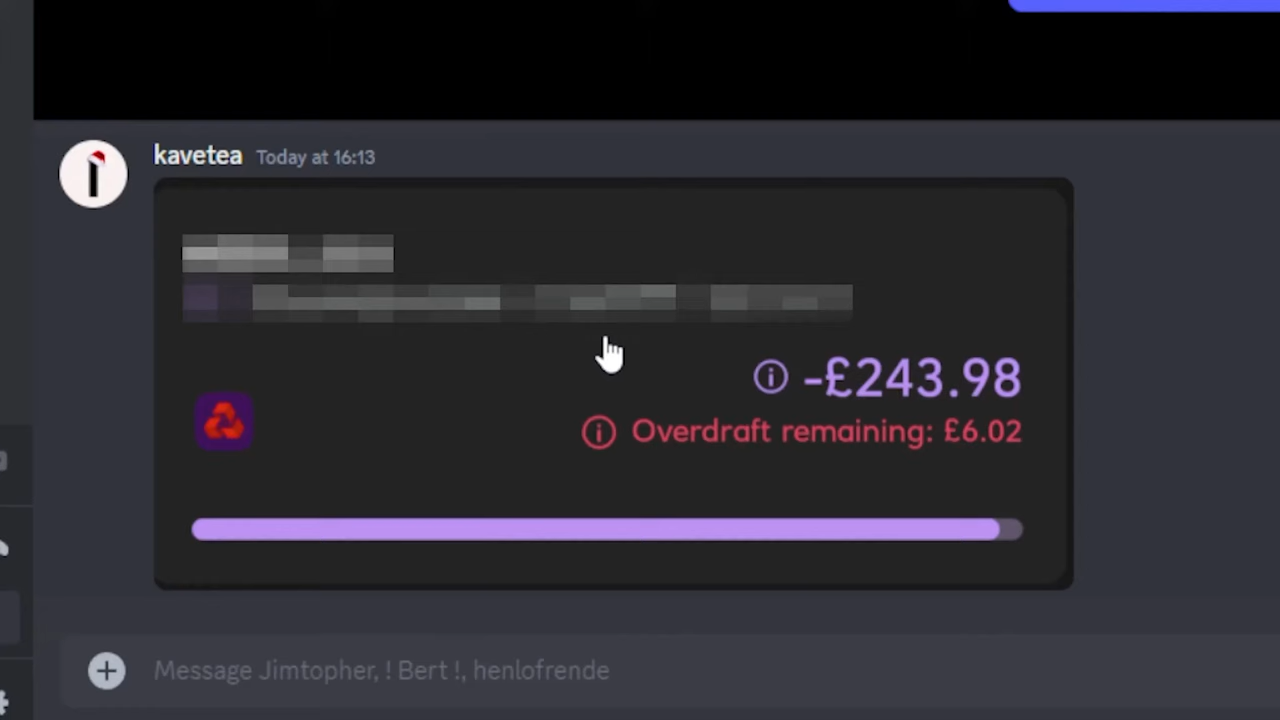 kavetea Today at 16:13
-£243.98
Overdraft remaining: £6.02
Message Jimtopher, ! Bert !, henlofrende